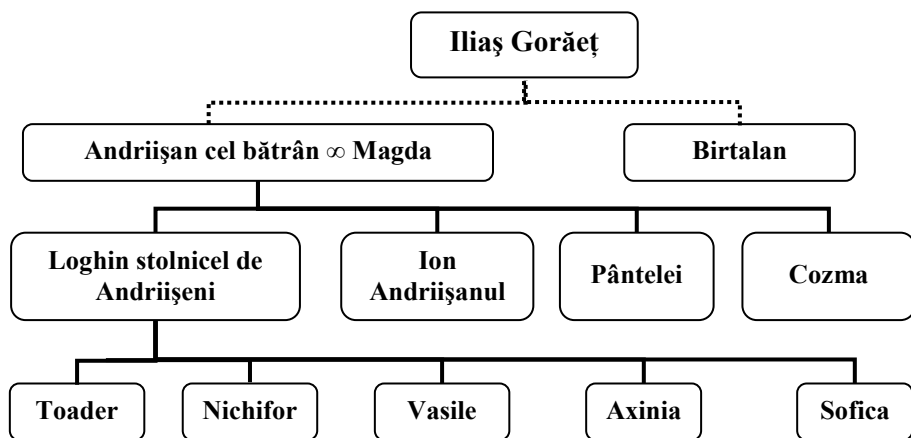 Iliaş Gorăeț
Andriişan cel bătrân ∞ Magda
Birtalan
Loghin stolnicel de
Andriişeni
Ion
Andriişanul
Pântelei
Cozma
Toader
Nichifor
Vasile
Axinia
Sofica